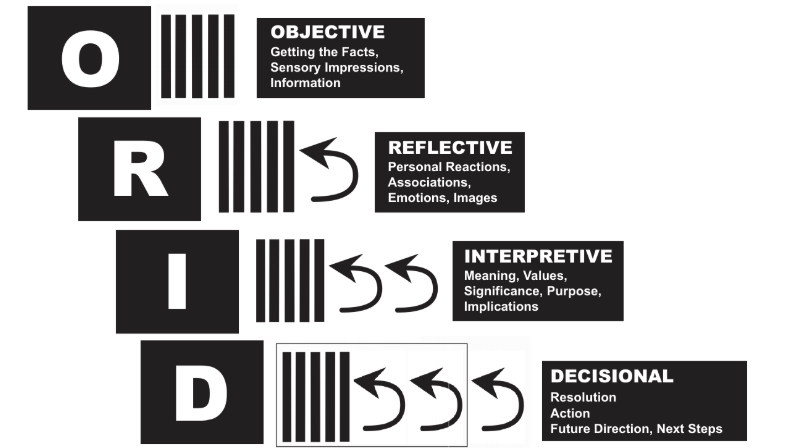 O
OBJECTIVE
Getting the Facts,
Sensory Impressions,
Information
R
REFLECTIVE
Personal Reactions,
Associations,
Emotions, Images
I
INTERPRETIVE
Meaning, Values,
Significance, Purpose,
Implications
D
DECISIONAL
Resolution
Action
Future Direction, Next Steps